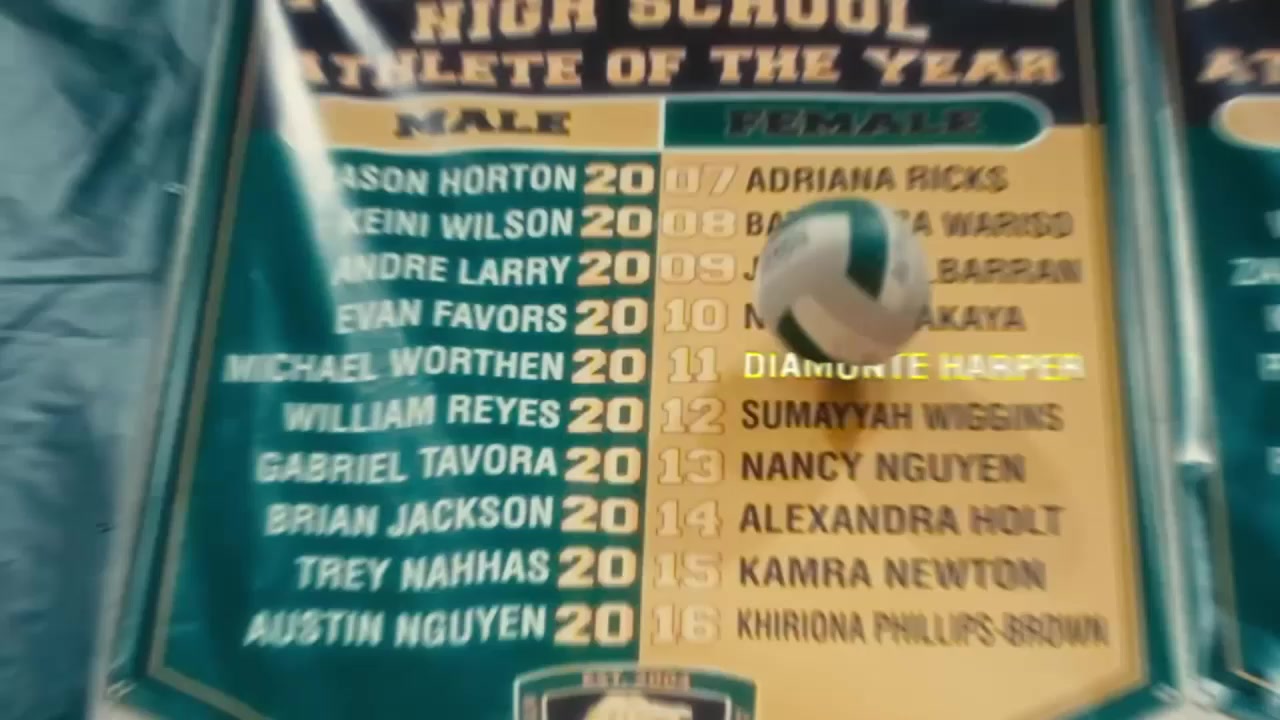 HIGH SCHOOL
ATHLETE OF THE YEAR
MALE FEMALE
ASON HORTON 2007 ADRIANA RICKS
KEINI WILSON 2008 WARISO
ANDRE LARRY 2009
EVAN FAVORS 2010
MICHAEL WORTHEN 2011 DIAMONTE HARPER
WILLIAM REYES 2012 SUMAYYAH WIGGINS
GABRIEL TAVORA 2013 NANCY NGUYEN
BRIAN JACKSON 2014 ALEXANDRA HOLT
TREY NAHHAS 2015 KAMRA NEWTON
AUSTIN NGUYEN 2016 KHIRIONA PHILLIPS-BROWN